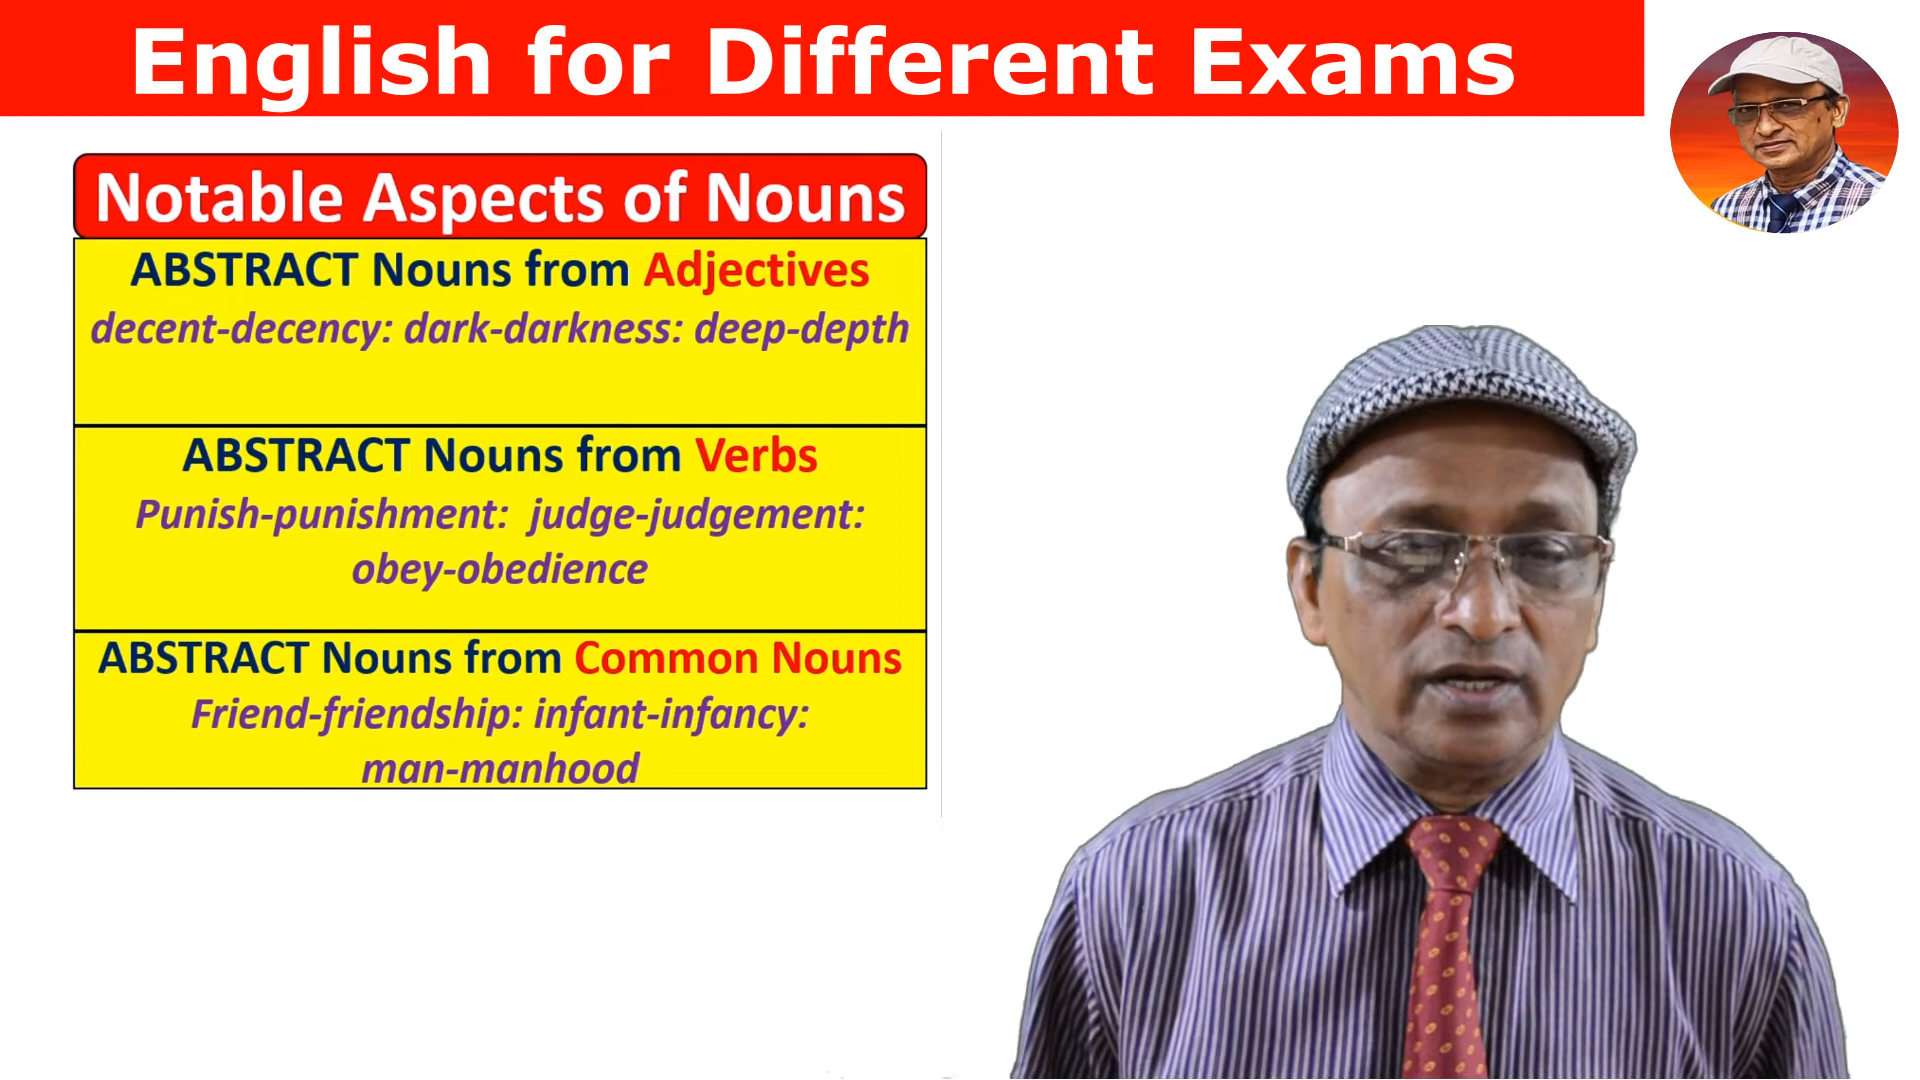 English for Different Exams
Notable Aspects of Nouns
ABSTRACT Nouns from Adjectives
decent-decency: dark-darkness: deep-depth
ABSTRACT Nouns from Verbs
Punish-punishment: judge-judgement:
obey-obedience
ABSTRACT Nouns from Common Nouns
Friend-friendship: infant-infancy:
man-manhood